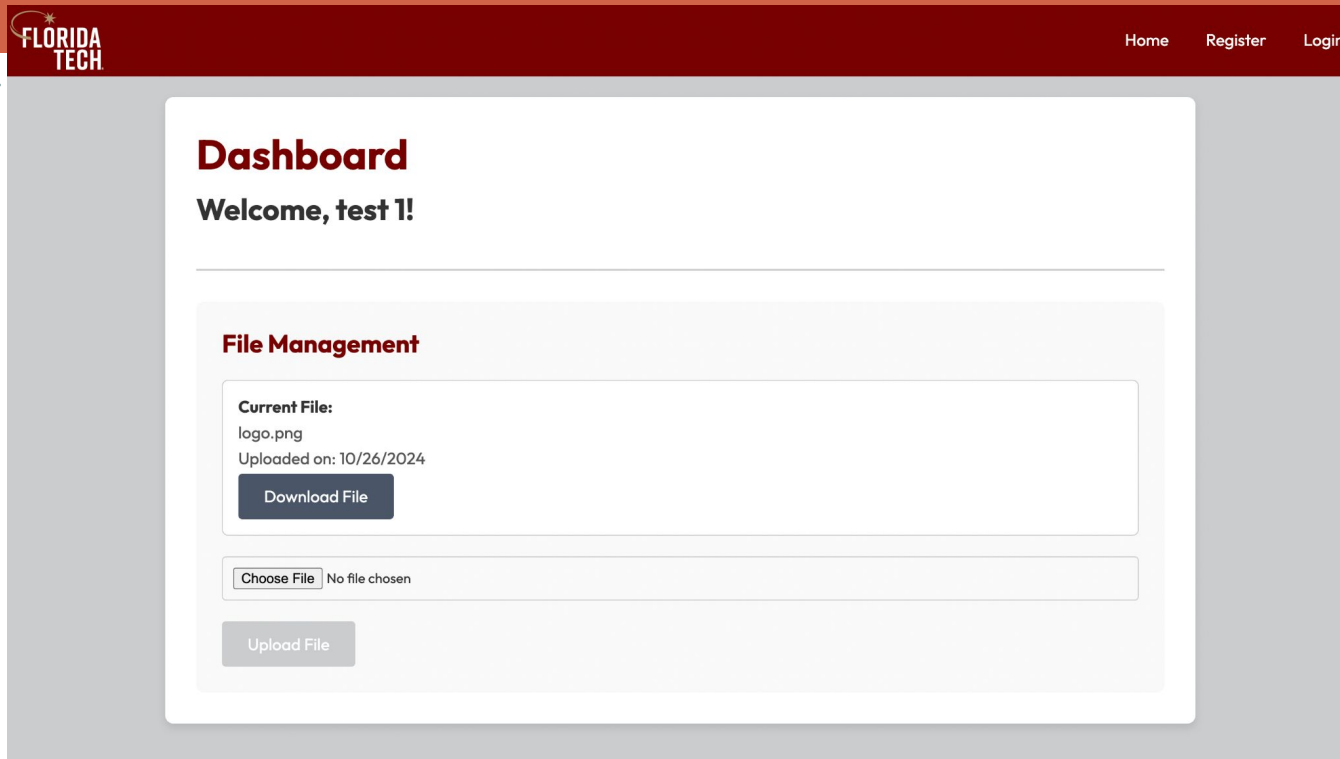 FLORIDA
TECH
Home Register Login
Dashboard
Welcome, test 1!
File Management
Current File:
logo.png
Uploaded on: 10/26/2024
Download File
Choose File No file chosen
Upload File